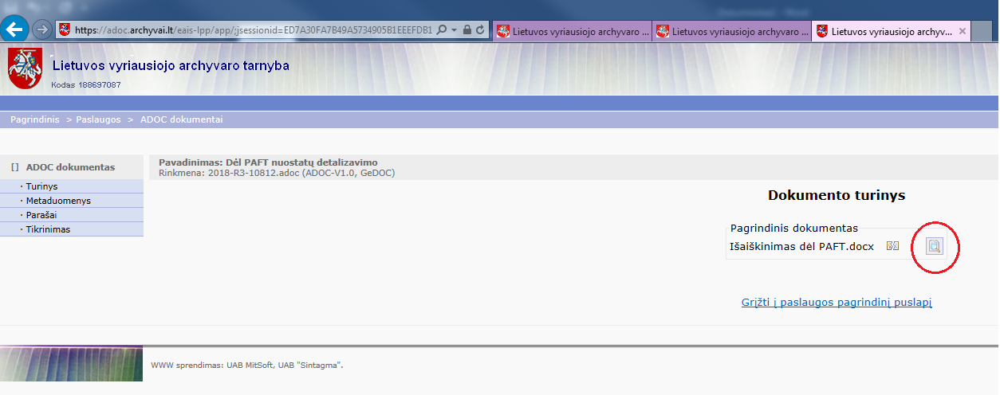 https://adoc.archyvai.lt/eais-lpp/app/;jsessionid=ED7A30FA7B49A5734905B1EEEFDB1
Lietuvos vyriausiojo archyvaro ...
Lietuvos vyriausiojo archyvaro ...
Lietuvos vyriausiojo archyv...
Lietuvos vyriausiojo archyvaro tarnyba
Kodas 188697087
Pagrindinis > Paslaugos > ADOC dokumentai
[] ADOC dokumentas
· Turinys
· Metaduomenys
· Parašai
· Tikrinimas
Pavadinimas: Dėl PAFT nuostatų detalizavimo
Rinkmena: 2018-R3-10812.adoc (ADOC-V1.0, GeDOC)
Dokumento turinys
Pagrindinis dokumentas
Išaiškinimas dėl PAFT.docx
Grįžti į paslaugos pagrindinį puslapį
WWW sprendimas: UAB MitSoft, UAB "Sintagma".